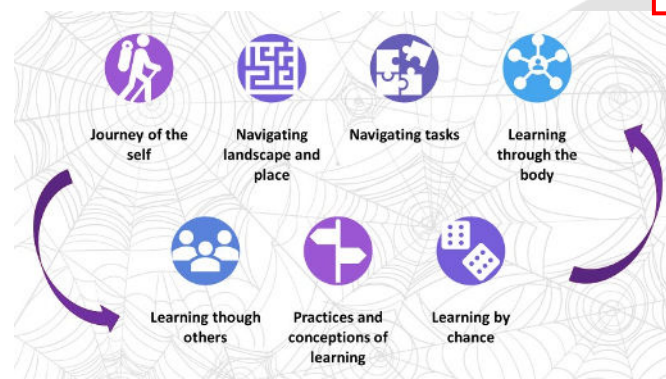 Journey of the
self
Navigating
landscape and
place
Navigating tasks
Learning
through the
body
Learning though
others
Practices and
conceptions of
learning
Learning by
chance